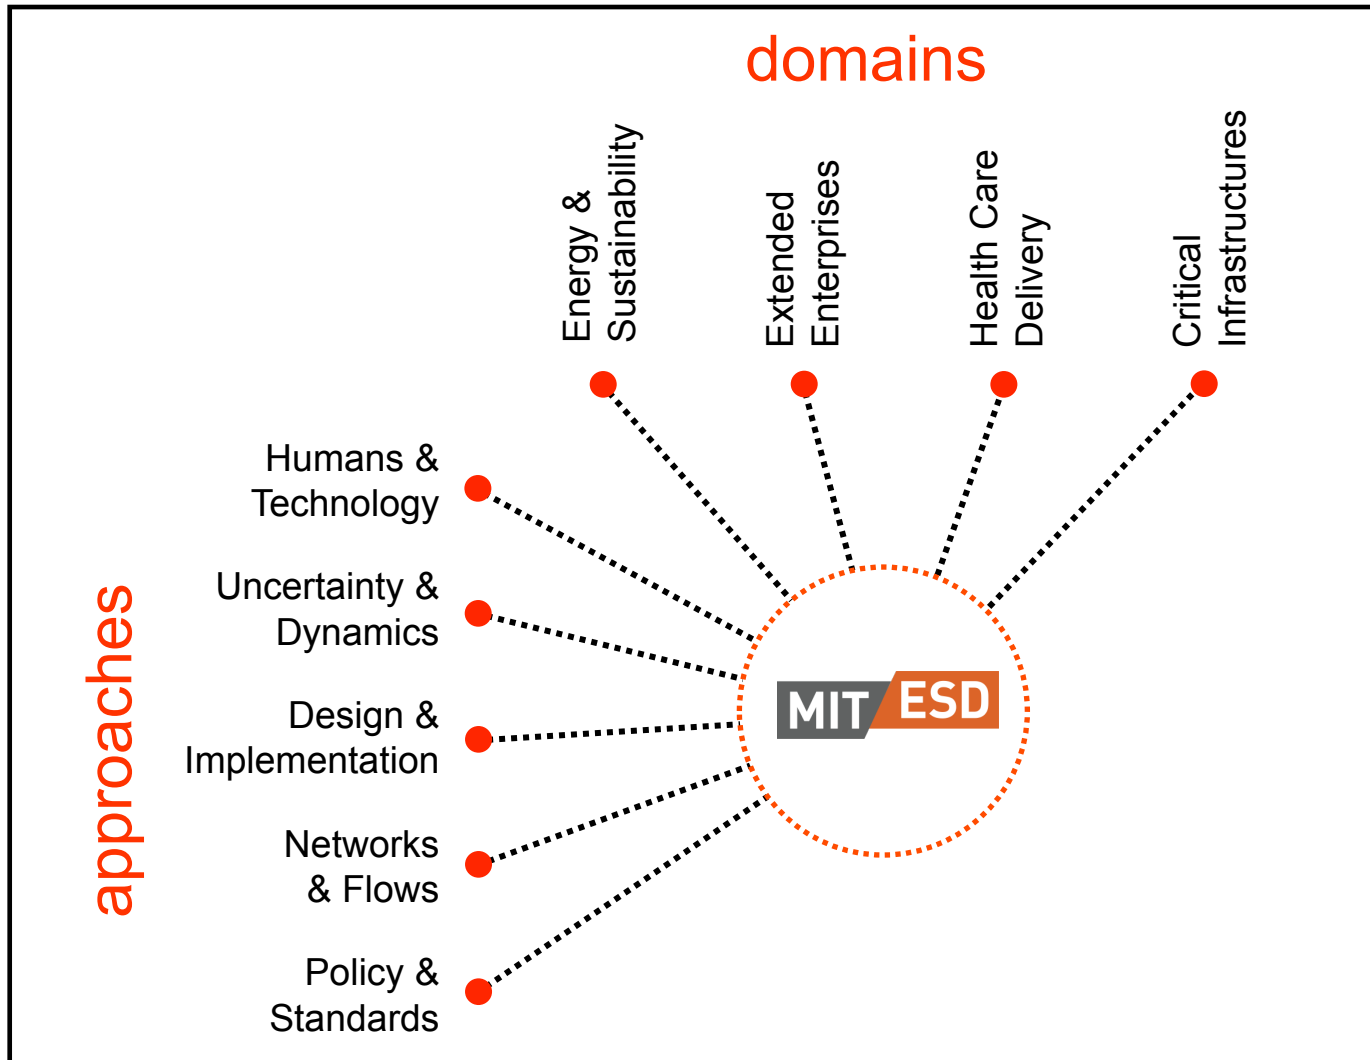 domains
Energy &
Sustainability
Extended
Enterprises
Health Care
Delivery
Critical
Infrastructures
approaches
Humans &
Technology
Uncertainty &
Dynamics
Design &
Implementation
Networks
& Flows
Policy &
Standards
MIT ESD